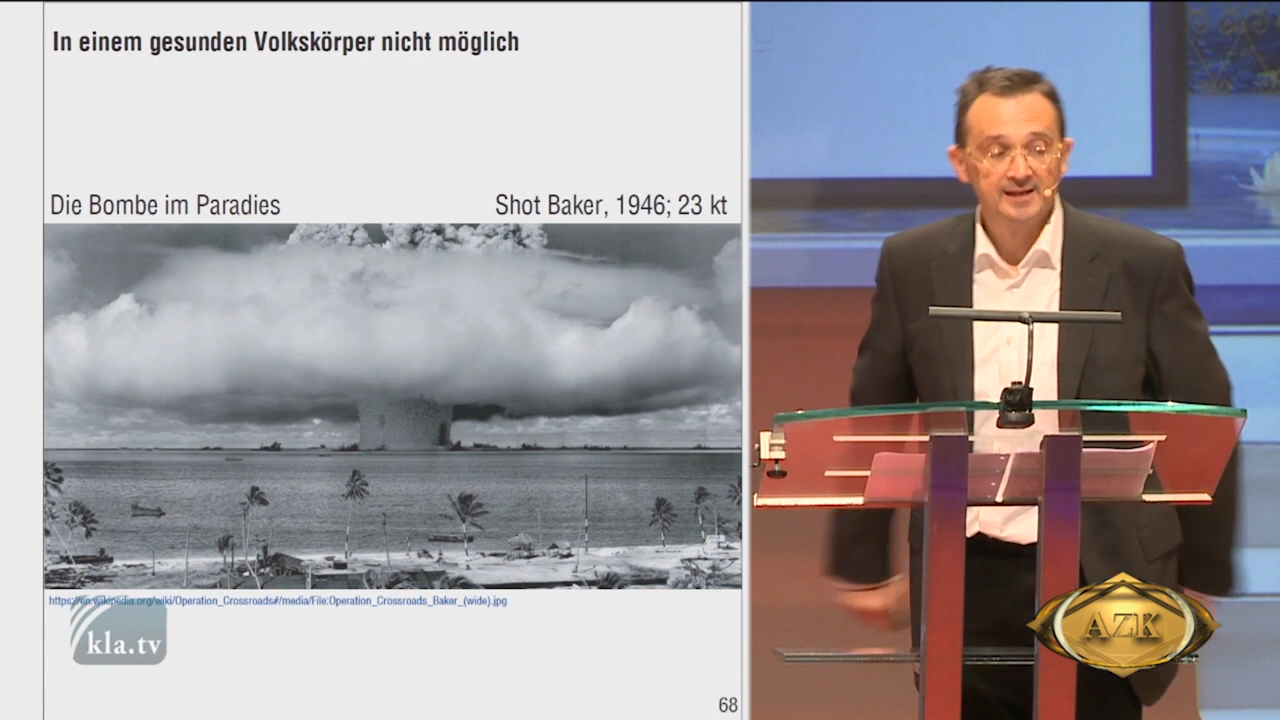 In einem gesunden Volkskörper nicht möglich
Die Bombe im Paradies
Shot Baker, 1946; 23 kt
https://en.wikipedia.org/wiki/Operation_Crossroads#/media/File:Operation_Crossroads_Baker_(wide).jpg
kla.tv
68
AZK